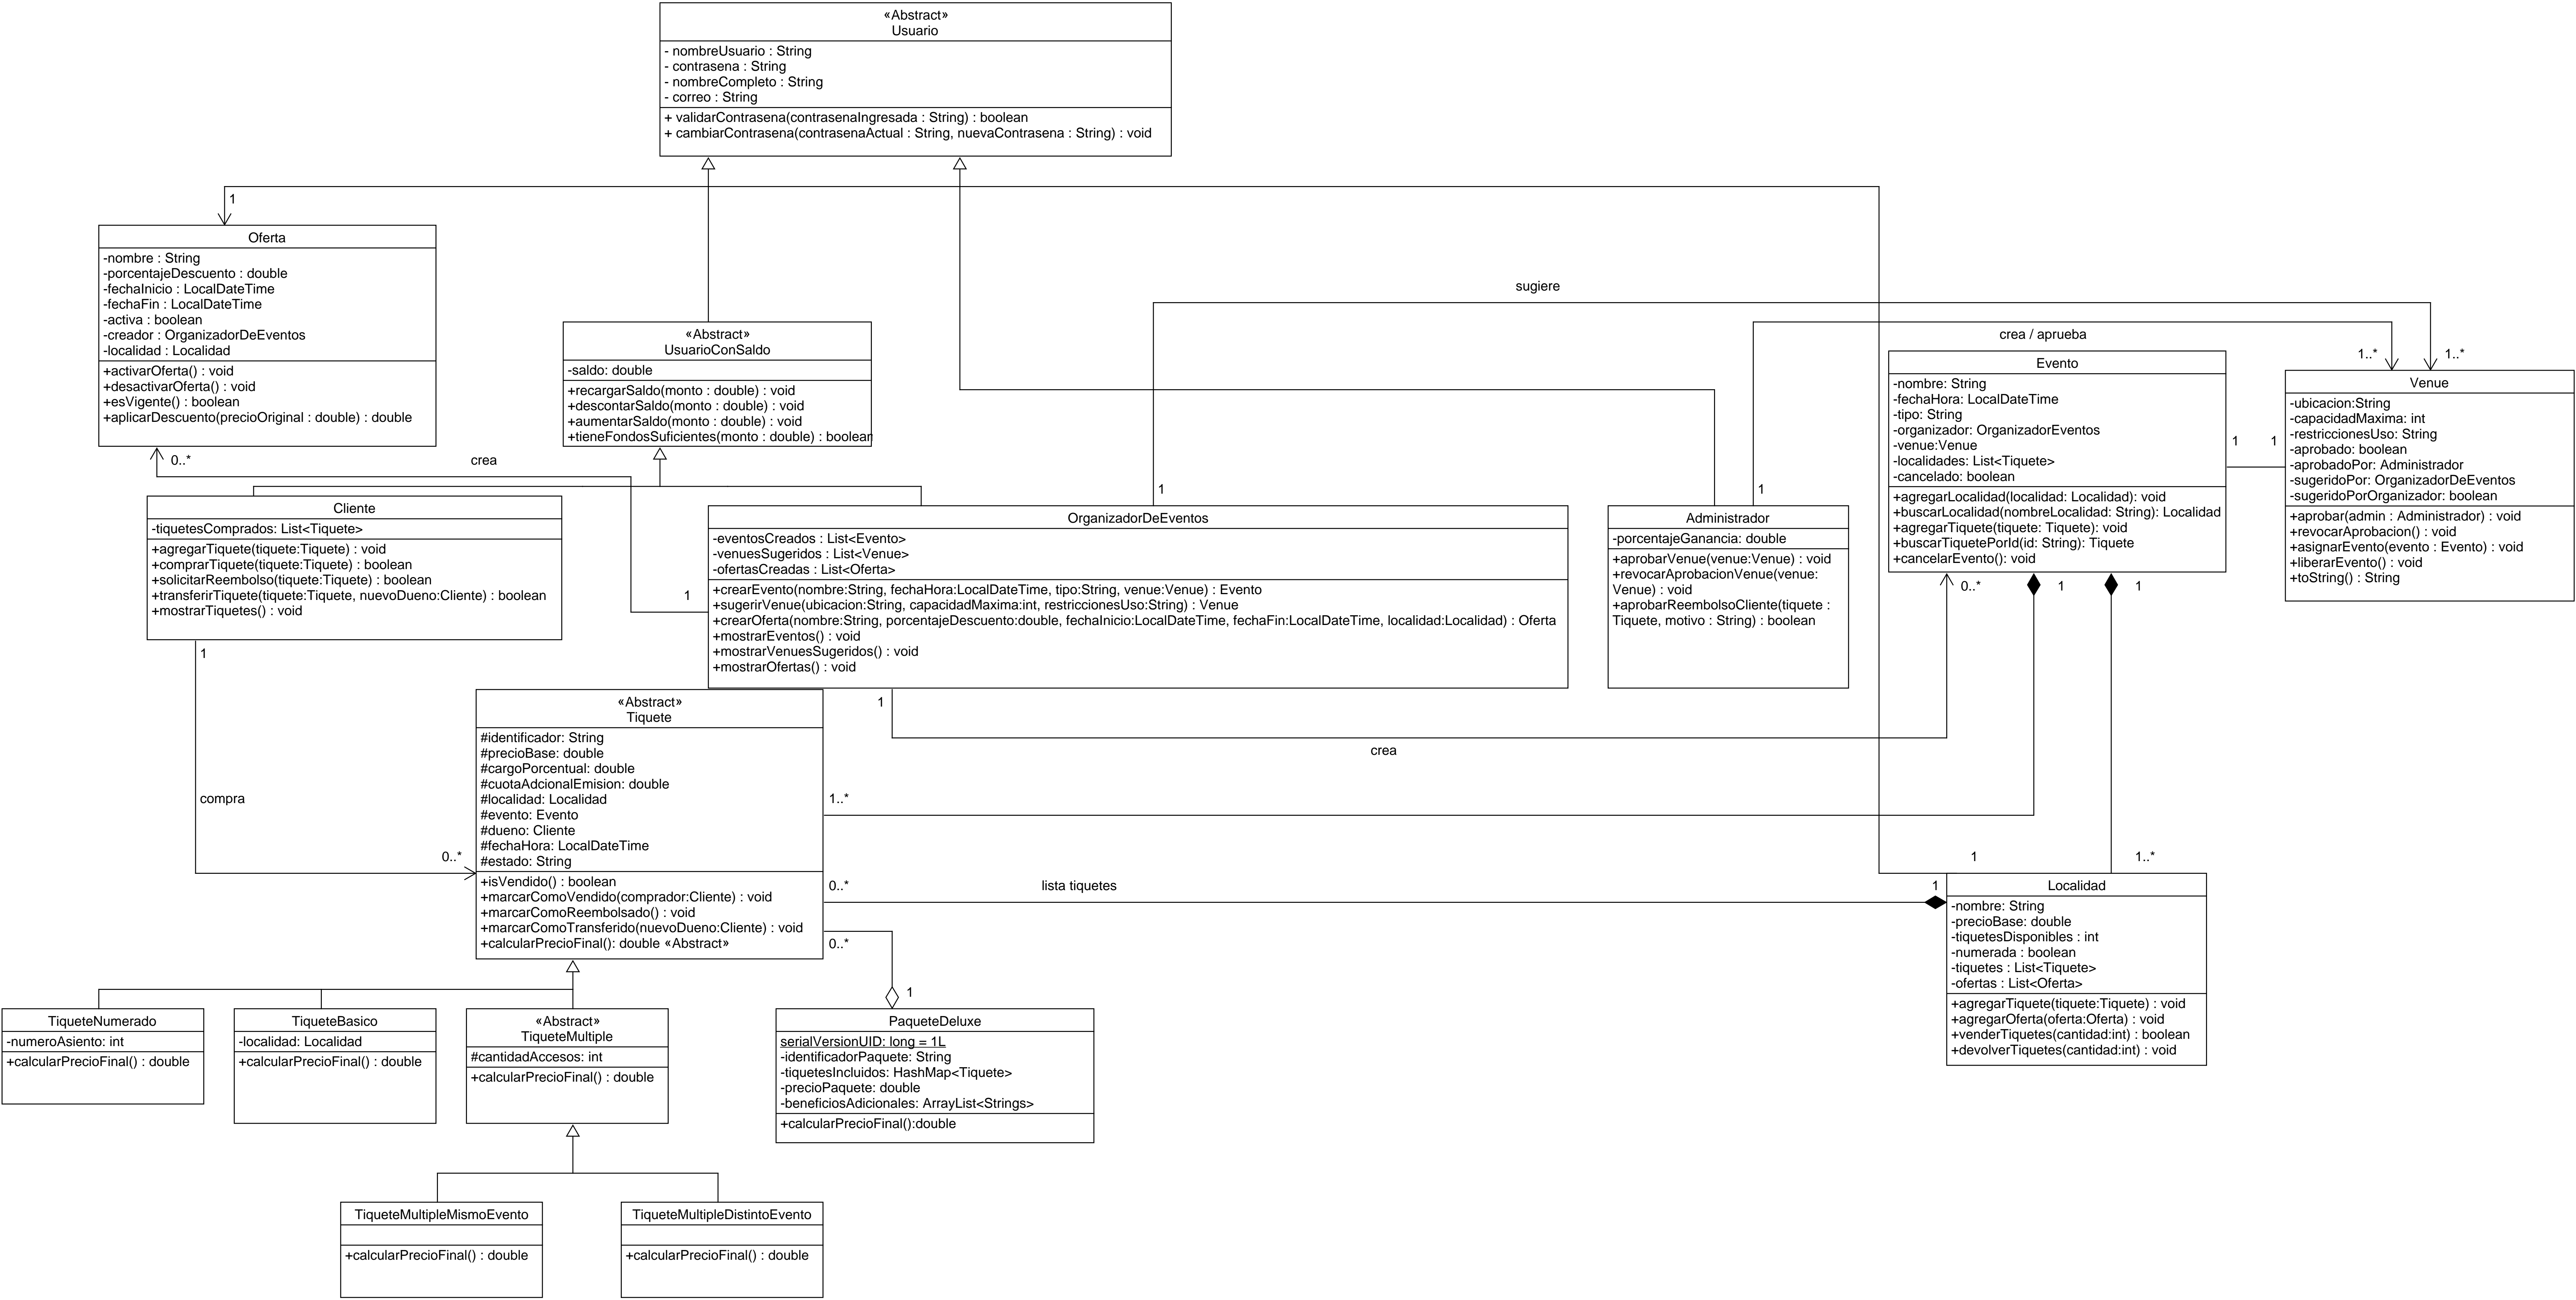 «Abstract»
Usuario
- nombreUsuario : String
- contrasena : String
- nombreCompleto : String
- correo : String
+ validarContrasena(contrasenaIngresada : String) : boolean
+ cambiarContrasena(contrasenaActual : String, nuevaContrasena : String) : void
1
Oferta
-nombre : String
-porcentajeDescuento : double
-fechaInicio : LocalDateTime
-fechaFin : LocalDateTime
-activa : boolean
-creador : OrganizadorDeEventos
-localidad : Localidad
+activarOferta() : void
+desactivarOferta() : void
+esVigente() : boolean
+aplicarDescuento(precioOriginal : double) : double
0..*
crea
«Abstract»
UsuarioConSaldo
-saldo: double
+recargarSaldo(monto : double) : void
+descontarSaldo(monto : double) : void
+aumentarSaldo(monto : double) : void
+tieneFondosSuficientes(monto : double) : boolean
sugiere
crea / aprueba
1..*
1..*
Evento
-nombre: String
-fechaHora: LocalDateTime
-tipo: String
-organizador: OrganizadorEventos
-venue:Venue
-localidades: List<Tiquete>
-cancelado: boolean
+agregarLocalidad(localidad: Localidad): void
+buscarLocalidad(nombreLocalidad: String): Localidad
+agregarTiquete(tiquete: Tiquete): void
+buscarTiquetePorId(id: String): Tiquete
+cancelarEvento(): void
1
1
Venue
-ubicacion:String
-capacidadMaxima: int
-restriccionesUso: String
-aprobado: boolean
-aprobadoPor: Administrador
-sugeridoPor: OrganizadorDeEventos
-sugeridoPorOrganizador: boolean
+aprobar(admin : Administrador) : void
+revocarAprobacion() : void
+asignarEvento(evento : Evento) : void
+liberarEvento() : void
+toString() : String
Cliente
-tiquetesComprados: List<Tiquete>
+agregarTiquete(tiquete:Tiquete) : void
+comprarTiquete(tiquete:Tiquete) : boolean
+solicitarReembolso(tiquete:Tiquete) : boolean
+transferirTiquete(tiquete:Tiquete, nuevoDueno:Cliente) : boolean
+mostrarTiquetes() : void
1
1
1
OrganizadorDeEventos
-eventosCreados : List<Evento>
-venuesSugeridos : List<Venue>
-ofertasCreadas : List<Oferta>
+crearEvento(nombre:String, fechaHora:LocalDateTime, tipo:String, venue:Venue) : Evento
+sugerirVenue(ubicacion:String, capacidadMaxima:int, restriccionesUso:String) : Venue
+crearOferta(nombre:String, porcentajeDescuento:double, fechaInicio:LocalDateTime, fechaFin:LocalDateTime, localidad:Localidad) : Oferta
+mostrarEventos() : void
+mostrarVenuesSugeridos() : void
+mostrarOfertas() : void
1
Administrador
-porcentajeGanancia: double
+aprobarVenue(venue:Venue) : void
+revocarAprobacionVenue(venue:
Venue) : void
+aprobarReembolsoCliente(tiquete :
Tiquete, motivo : String) : boolean
0..*
1
1
1
crea
compra
0..*
«Abstract»
Tiquete
#identificador: String
#precioBase: double
#cargoPorcentual: double
#cuotaAdcionalEmision: double
#localidad: Localidad
#evento: Evento
#dueno: Cliente
#fechaHora: LocalDateTime
#estado: String
+isVendido() : boolean
+marcarComoVendido(comprador:Cliente) : void
+marcarComoReembolsado() : void
+marcarComoTransferido(nuevoDueno:Cliente) : void
+calcularPrecioFinal(): double «Abstract»
1..*
0..*
lista tiquetes
0..*
1
1
1..*
1
Localidad
-nombre: String
-precioBase: double
-tiquetesDisponibles : int
-numerada : boolean
-tiquetes : List<Tiquete>
-ofertas : List<Oferta>
+agregarTiquete(tiquete:Tiquete) : void
+agregarOferta(oferta:Oferta) : void
+venderTiquetes(cantidad:int) : boolean
+devolverTiquetes(cantidad:int) : void
TiqueteNumerado
-numeroAsiento: int
+calcularPrecioFinal() : double
TiqueteBasico
-localidad: Localidad
+calcularPrecioFinal() : double
«Abstract»
TiqueteMultiple
#cantidadAccesos: int
+calcularPrecioFinal() : double
PaqueteDeluxe
serialVersionUID: long = 1L
-identificadorPaquete: String
-tiquetesIncluidos: HashMap<Tiquete>
-precioPaquete: double
-beneficiosAdicionales: ArrayList<Strings>
+calcularPrecioFinal():double
TiqueteMultipleMismoEvento
+calcularPrecioFinal() : double
TiqueteMultipleDistintoEvento
+calcularPrecioFinal() : double